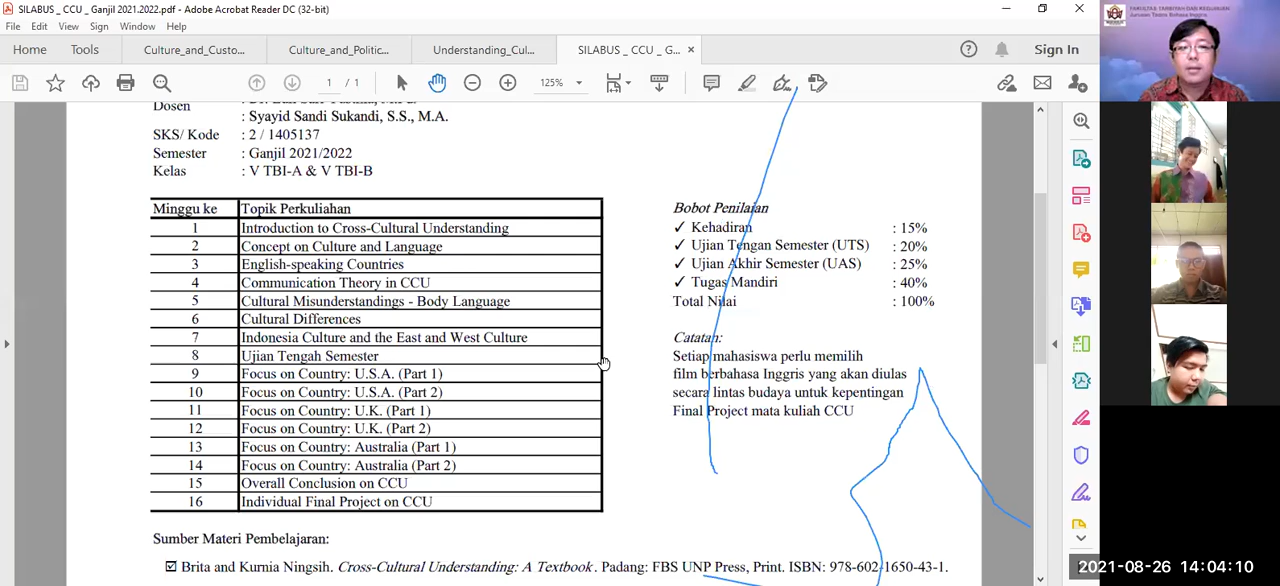 SILABUS _ CCU _ Ganjil 2021.2022.pdf - Adobe Acrobat Reader DC (32-bit)
File Edit View Sign Window Help
Home Tools Culture_and_Custo... Culture_and_Politic... Understanding_Cul... SILABUS _ CCU _ G... Sign In
1 / 1 125%
FAKULTAS TARBIYAH DAN KEGURUAN
Jurusan Tadris Bahasa Inggris
Dosen
: Syayid Sandi Sukandi, S.S., M.A.
SKS/ Kode : 2 / 1405137
Semester : Ganjil 2021/2022
Kelas : V TBI-A & V TBI-B
Minggu ke Topik Perkuliahan
1 Introduction to Cross-Cultural Understanding
2 Concept on Culture and Language
3 English-speaking Countries
4 Communication Theory in CCU
5 Cultural Misunderstandings - Body Language
6 Cultural Differences
7 Indonesia Culture and the East and West Culture
8 Ujian Tengah Semester
9 Focus on Country: U.S.A. (Part 1)
10 Focus on Country: U.S.A. (Part 2)
11 Focus on Country: U.K. (Part 1)
12 Focus on Country: U.K. (Part 2)
13 Focus on Country: Australia (Part 1)
14 Focus on Country: Australia (Part 2)
15 Overall Conclusion on CCU
16 Individual Final Project on CCU
Bobot Penilaian
✓ Kehadiran : 15%
✓ Ujian Tengan Semester (UTS) : 20%
✓ Ujian Akhir Semester (UAS) : 25%
✓ Tugas Mandiri : 40%
Total Nilai : 100%
Catatan:
Setiap mahasiswa perlu memilih
film berbahasa Inggris yang akan diulas
secara lintas budaya untuk kepentingan
Final Project mata kuliah CCU
Sumber Materi Pembelajaran:
☑ Brita and Kurnia Ningsih. Cross-Cultural Understanding: A Textbook. Padang: FBS UNP Press, Print. ISBN: 978-602-1650-43-1.
2021-08-26 14:04:10